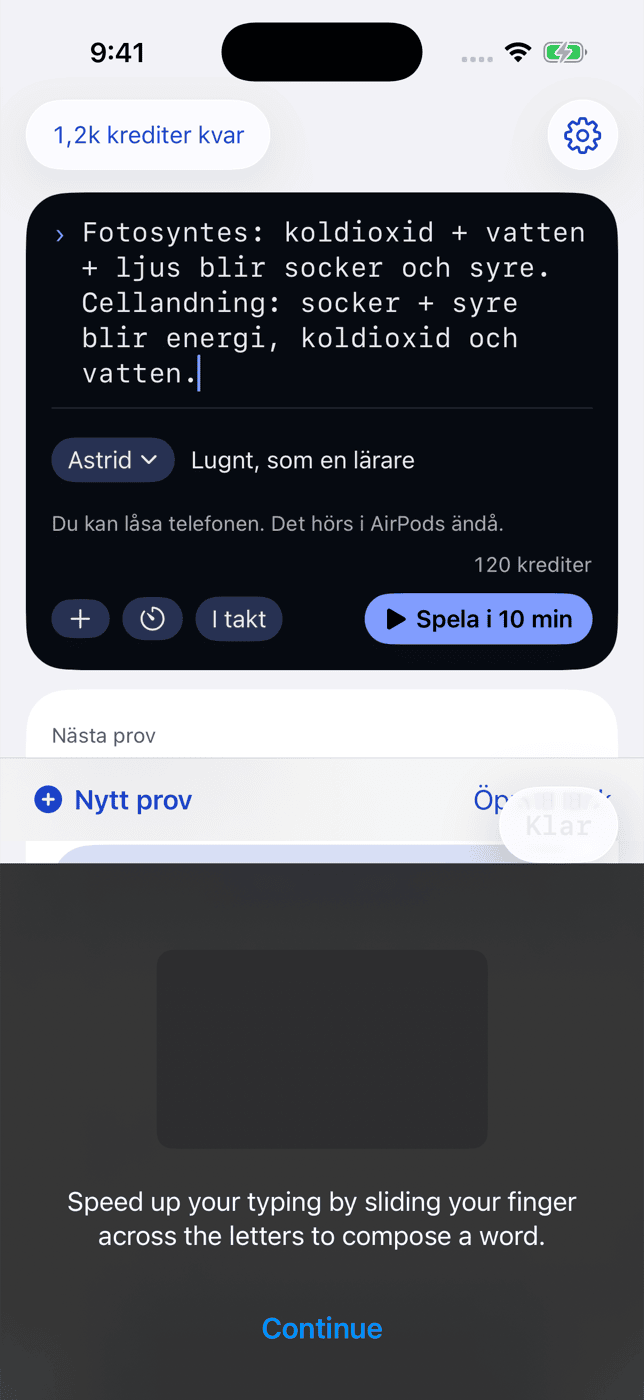 9:41
1,2k krediter kvar
› Fotosyntes: koldioxid + vatten
+ ljus blir socker och syre.
Cellandning: socker + syre
blir energi, koldioxid och
vatten.
Astrid Lugnt, som en lärare
Du kan låsa telefonen. Det hörs i AirPods ändå.
120 krediter
I takt Spela i 10 min
Nästa prov
Nytt prov
Klar
Speed up your typing by sliding your finger
across the letters to compose a word.
Continue